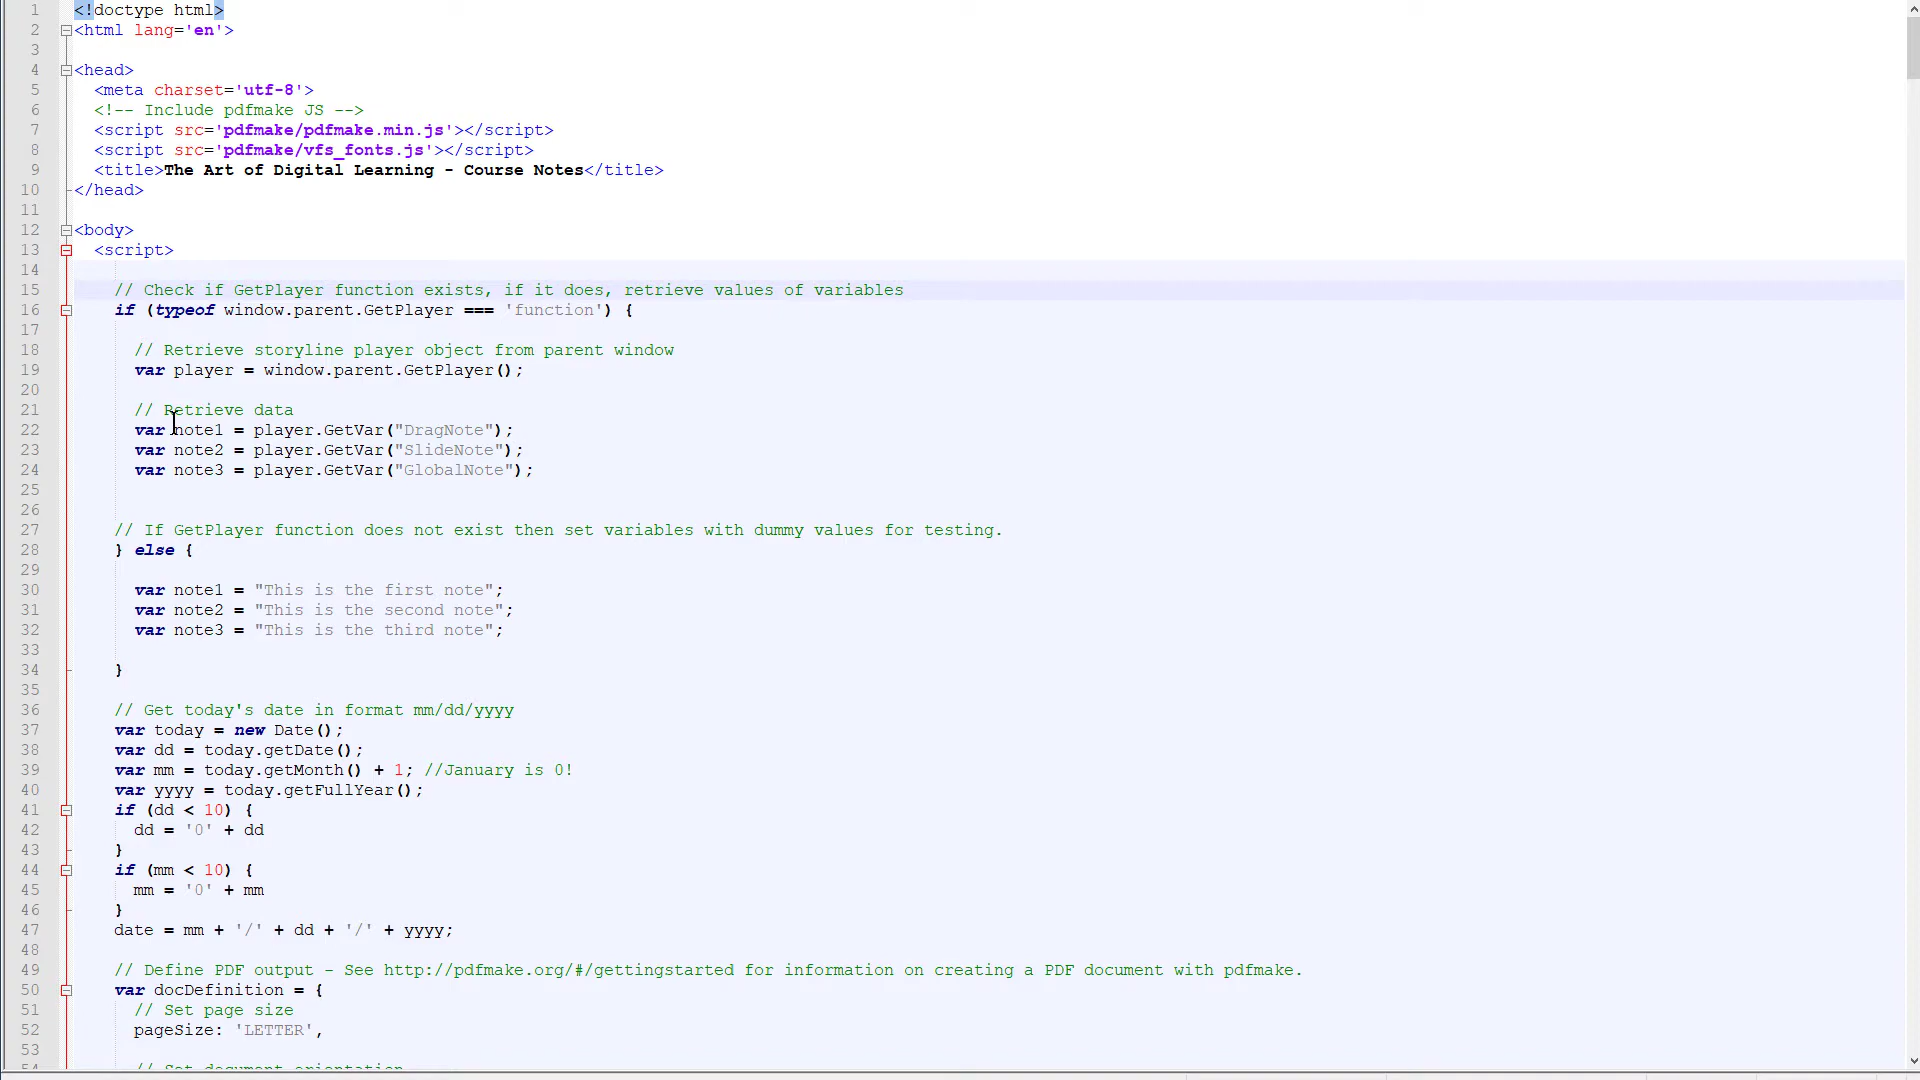 1 <!doctype html>
2 <html lang='en'>
3
4 <head>
5 <meta charset='utf-8'>
6 <!-- Include pdfmake JS -->
7 <script src='pdfmake/pdfmake.min.js'></script>
8 <script src='pdfmake/vfs_fonts.js'></script>
9 <title>The Art of Digital Learning - Course Notes</title>
10 </head>
11
12 <body>
13 <script>
14
15 // Check if GetPlayer function exists, if it does, retrieve values of variables
16 if (typeof window.parent.GetPlayer === 'function') {
17
18 // Retrieve storyline player object from parent window
19 var player = window.parent.GetPlayer();
20
21 // Retrieve data
22 var note1 = player.GetVar("DragNote");
23 var note2 = player.GetVar("SlideNote");
24 var note3 = player.GetVar("GlobalNote");
25
26
27 // If GetPlayer function does not exist then set variables with dummy values for testing.
28 } else {
29
30 var note1 = "This is the first note";
31 var note2 = "This is the second note";
32 var note3 = "This is the third note";
33
34 }
35
36 // Get today's date in format mm/dd/yyyy
37 var today = new Date();
38 var dd = today.getDate();
39 var mm = today.getMonth() + 1; //January is 0!
40 var yyyy = today.getFullYear();
41 if (dd < 10) {
42 dd = '0' + dd
43 }
44 if (mm < 10) {
45 mm = '0' + mm
46 }
47 date = mm + '/' + dd + '/' + yyyy;
48
49 // Define PDF output - See http://pdfmake.org/#/gettingstarted for information on creating a PDF document with pdfmake.
50 var docDefinition = {
51 // Set page size
52 pageSize: 'LETTER',
53
54 // Set document orientation